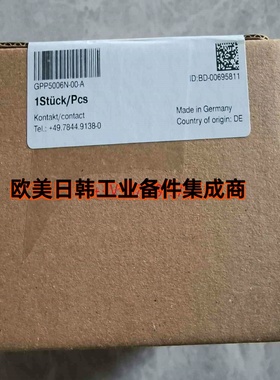 GPP5006N-00-A
1Stück/Pcs
Kontakt/contact
Tel.: +49.7844.9138-0
ID:BD-00695811
Made in Germany
Country of origin: DE
欧美日韩工业备件集成商